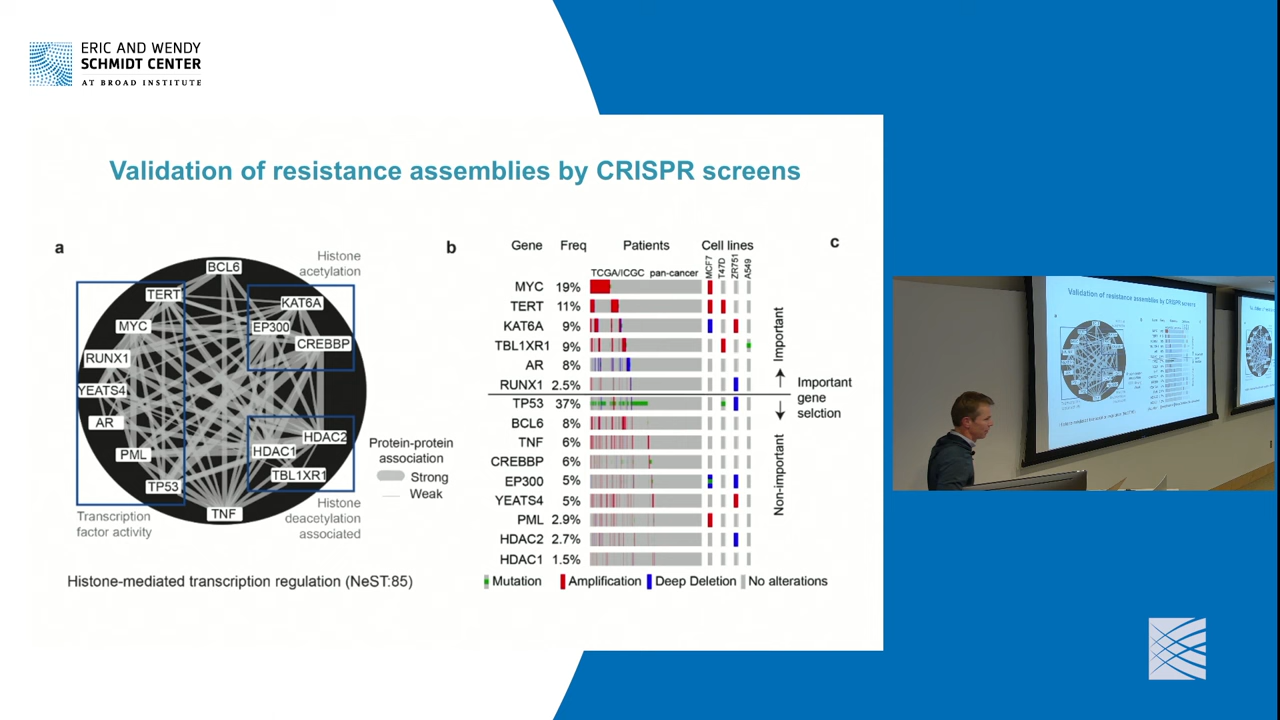 ERIC AND WENDY
SCHMIDT CENTER
AT BROAD INSTITUTE
Validation of resistance assemblies by CRISPR screens
a
Histone
acetylation
BCL6
TERT
KAT6A
MYC
EP300
CREBBP
RUNX1
YEATS4
AR
HDAC2
PML
HDAC1
TBL1XR1
TP53
TNF
Protein-protein
association
Strong
Weak
Transcription
factor activity
Histone
deacetylation
associated
Histone-mediated transcription regulation (NeST:85)
b
Gene Freq Patients Cell lines
TCGA/ICGC pan-cancer MCF7 T47D ZR751 A549
MYC 19%
TERT 11%
KAT6A 9%
TBL1XR1 9%
AR 8%
RUNX1 2.5%
TP53 37%
BCL6 8%
TNF 6%
CREBBP 6%
EP300 5%
YEATS4 5%
PML 2.9%
HDAC2 2.7%
HDAC1 1.5%
Important
Important
gene
selction
Non-important
Mutation Amplification Deep Deletion No alterations
c
Validation of resistance assemblies by CRISPR screens